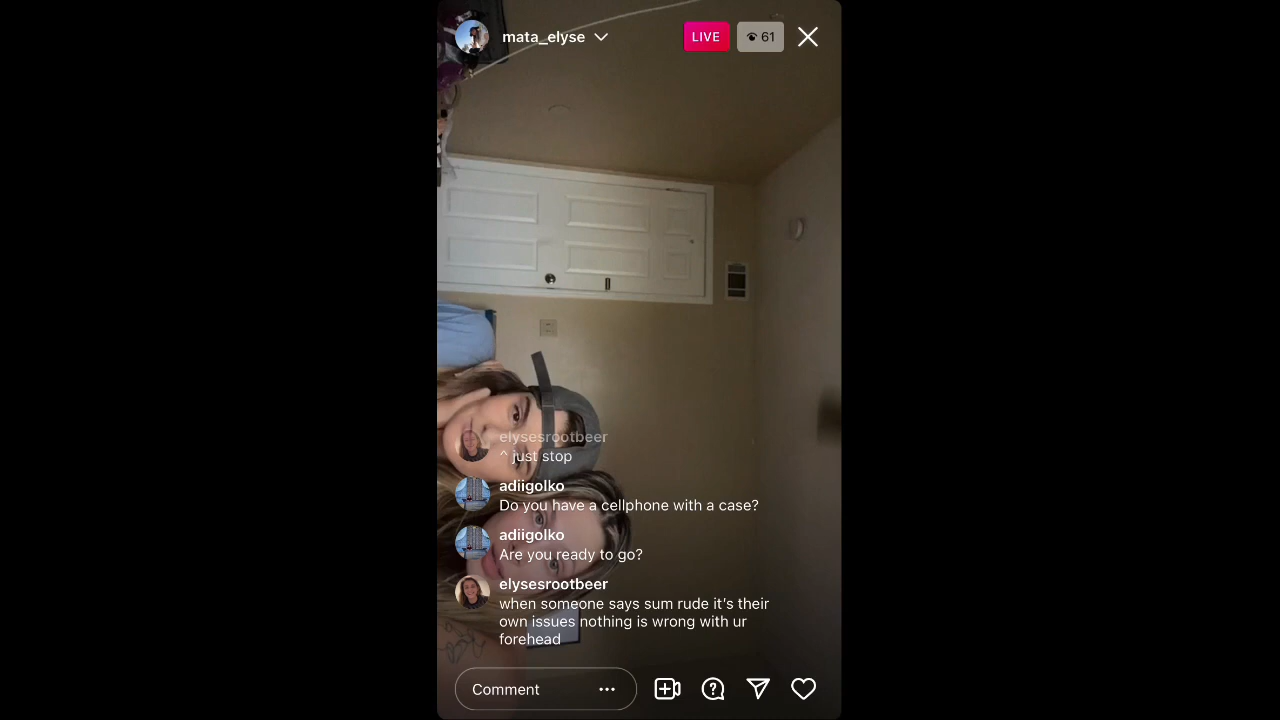 mata_elyse
LIVE
61
elysesrootbeer
^ just stop
adiigolko
Do you have a cellphone with a case?
adiigolko
Are you ready to go?
elysesrootbeer
when someone says sum rude it's their
own issues nothing is wrong with ur
forehead
Comment